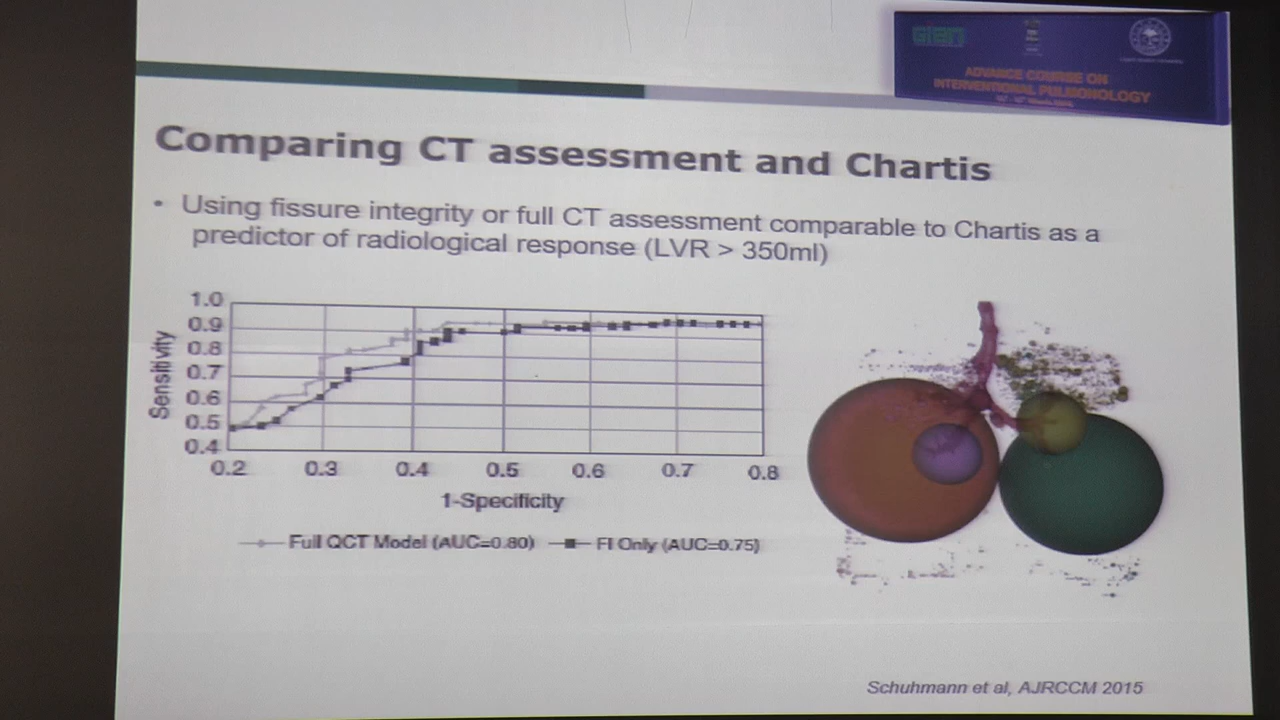 GIAN
ADVANCE COURSE ON
INTERVENTIONAL PULMONOLOGY
Comparing CT assessment and Chartis
• Using fissure integrity or full CT assessment comparable to Chartis as a
predictor of radiological response (LVR > 350ml)
1.0
0.9
0.8
0.7
0.6
0.5
0.4
Sensitivity
0.2 0.3 0.4 0.5 0.6 0.7 0.8
1-Specificity
Full QCT Model (AUC=0.80) FI Only (AUC=0.75)
Schuhmann et al, AJRCCM 2015